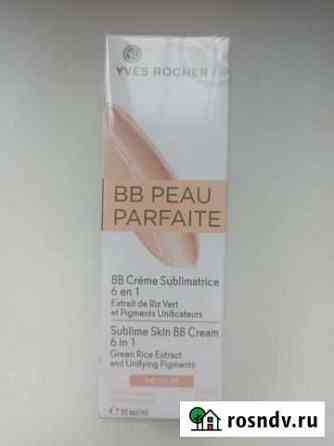 YVES ROCHER
BB PEAU
PARFAITE
BB Crème Sublimatrice
6 en 1
Extrait de Riz Vert
et Pigments Unificateurs
Sublime Skin BB Cream
6 in 1
Green Rice Extract
and Unifying Pigments
rosndv.ru